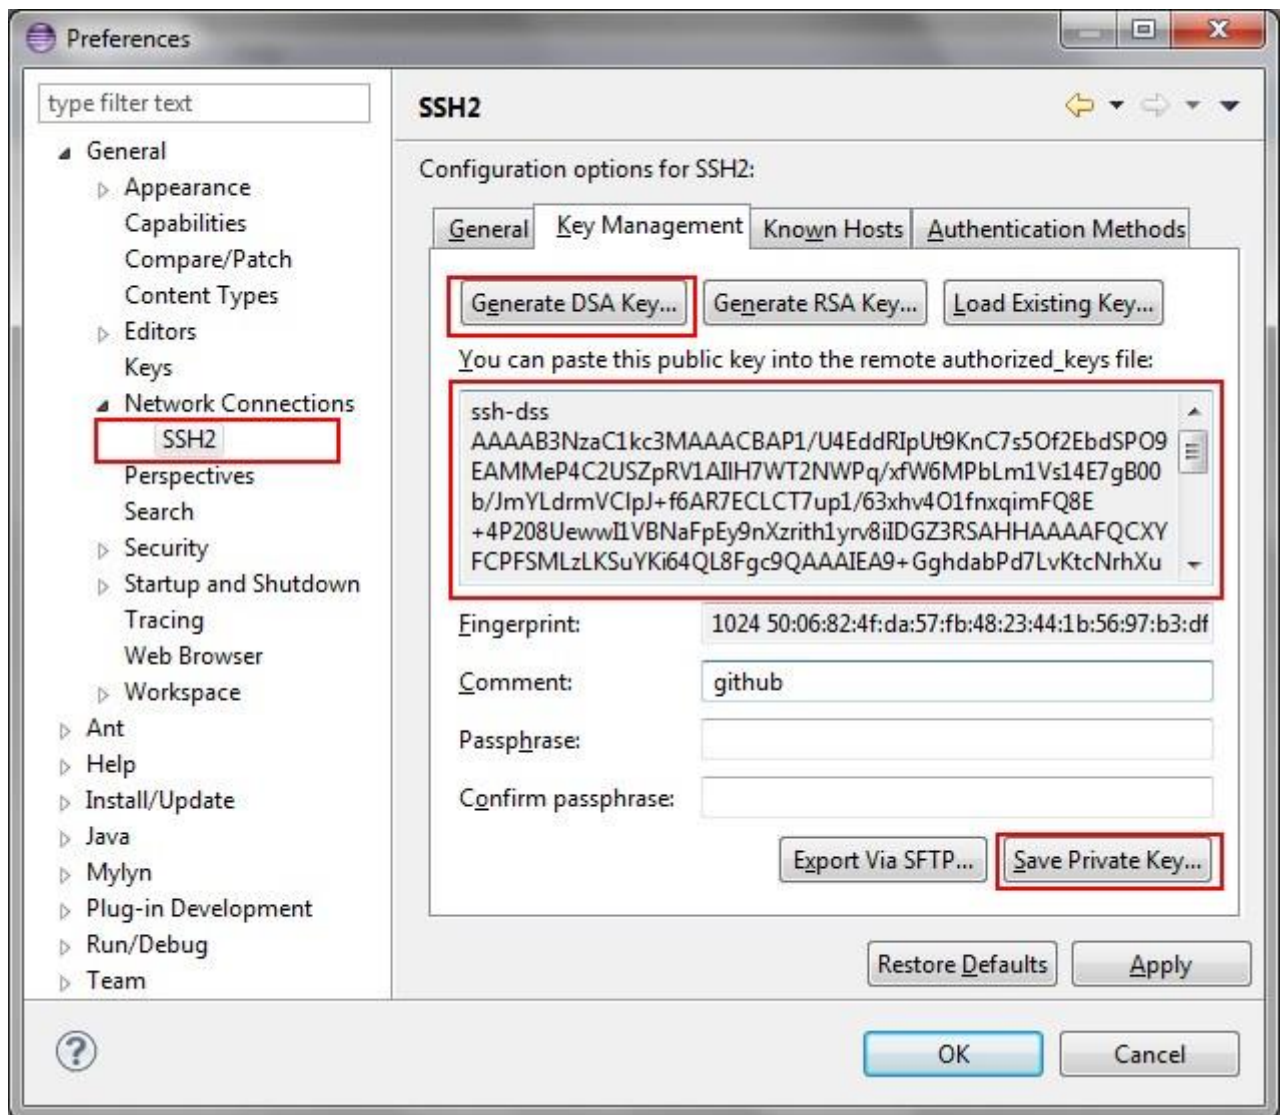 Preferences
type filter text
General
Appearance
Capabilities
Compare/Patch
Content Types
Editors
Keys
Network Connections
SSH2
Perspectives
Search
Security
Startup and Shutdown
Tracing
Web Browser
Workspace
Ant
Help
Install/Update
Java
Mylyn
Plug-in Development
Run/Debug
Team
SSH2
Configuration options for SSH2:
General Key Management Known Hosts Authentication Methods
Generate DSA Key... Generate RSA Key... Load Existing Key...
You can paste this public key into the remote authorized_keys file:
ssh-dss
AAAAB3NzaC1kc3MAAACBAP1/U4EddRIpUt9KnC7s5Of2EbdSPO9
EAMMeP4C2USZpRV1AIlH7WT2NWPq/xfW6MPbLm1Vs14E7gB00
b/JmYLdrmVClpJ+f6AR7ECLCT7up1/63xhv4O1fnxqimFQ8E
+4P208UewwI1VBNaFpEy9nXzrith1yrv8iIDGZ3RSAHHAAAAFQCXY
FCPFSMLzLKSuYKi64QL8Fgc9QAAAIEA9+GghdabPd7LvKtcNrhXu
Fingerprint: 1024 50:06:82:4f:da:57:fb:48:23:44:1b:56:97:b3:df
Comment: github
Passphrase:
Confirm passphrase:
Export Via SFTP... Save Private Key...
Restore Defaults Apply
OK Cancel